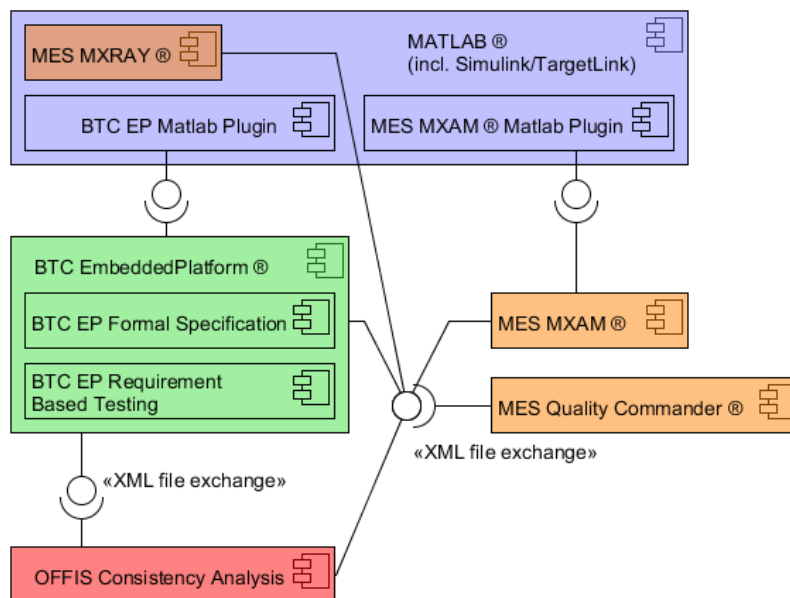 MES MXRAY ®
MATLAB ®
(incl. Simulink/TargetLink)
BTC EP Matlab Plugin
MES MXAM ® Matlab Plugin
BTC EmbeddedPlatform ®
BTC EP Formal Specification
MES MXAM ®
BTC EP Requirement
Based Testing
MES Quality Commander ®
«XML file exchange»
«XML file exchange»
OFFIS Consistency Analysis